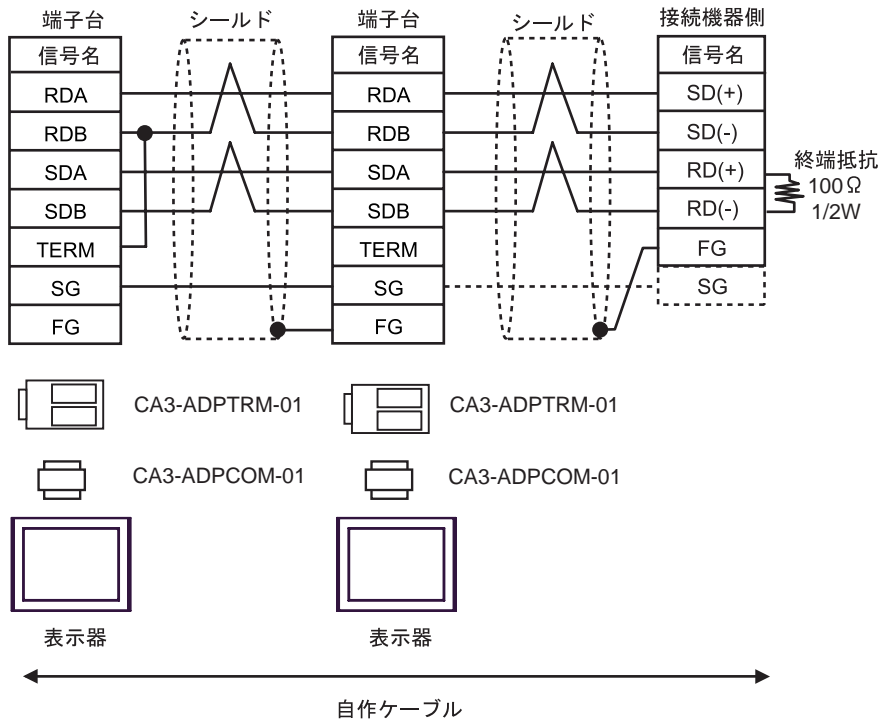 端子台 シールド 端子台 シールド 接続機器側
信号名 信号名 信号名
RDA RDA SD(+)
RDB RDB SD(-)
SDA SDA RD(+)
終端抵抗
100Ω
1/2W
SDB SDB RD(-)
TERM TERM FG
SG SG SG
FG FG
CA3-ADPTRM-01 CA3-ADPTRM-01
CA3-ADPCOM-01 CA3-ADPCOM-01
表示器 表示器
自作ケーブル